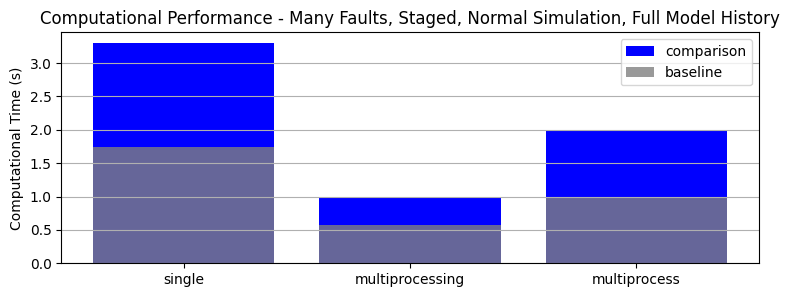 Computational Performance - Many Faults, Staged, Normal Simulation, Full Model History
comparison
baseline
Computational Time (s)
3.0
2.5
2.0
1.5
1.0
0.5
0.0
single
multiprocessing
multiprocess